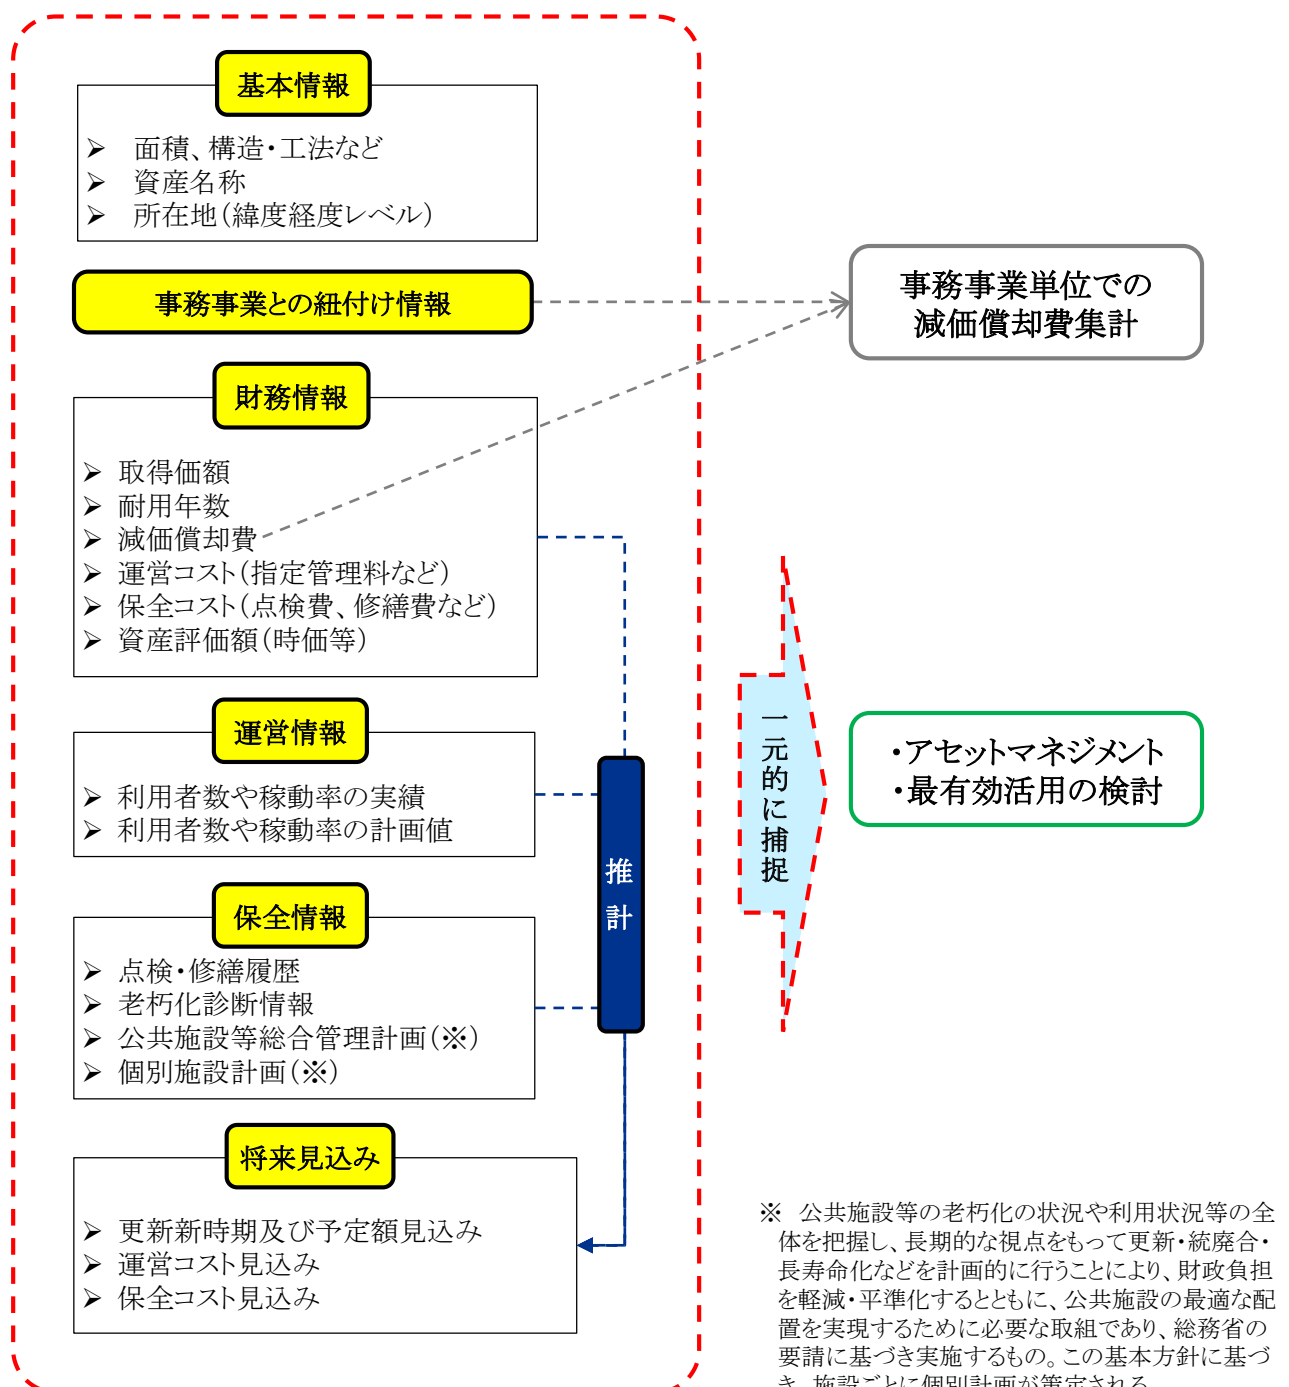 基本情報
➢ 面積、構造・工法など
➢ 資産名称
➢ 所在地(緯度経度レベル)
事務事業との紐付け情報
事務事業単位での
減価償却費集計
財務情報
➢ 取得価額
➢ 耐用年数
➢ 減価償却費
➢ 運営コスト(指定管理料など)
➢ 保全コスト(点検費、修繕費など)
➢ 資産評価額(時価等)
運営情報
➢ 利用者数や稼動率の実績
➢ 利用者数や稼動率の計画値
推計
一元的に捕捉
・アセットマネジメント
・最有効活用の検討
保全情報
➢ 点検・修繕履歴
➢ 老朽化診断情報
➢ 公共施設等総合管理計画(※)
➢ 個別施設計画(※)
将来見込み
➢ 更新新時期及び予定額見込み
➢ 運営コスト見込み
➢ 保全コスト見込み
※ 公共施設等の老朽化の状況や利用状況等の全
体を把握し、長期的な視点をもって更新・統廃合・
長寿命化などを計画的に行うことにより、財政負担
を軽減・平準化するとともに、公共施設の最適な配
置を実現するために必要な取組であり、総務省の
要請に基づき実施するもの。この基本方針に基づ
き、施設ごとに個別計画が策定される